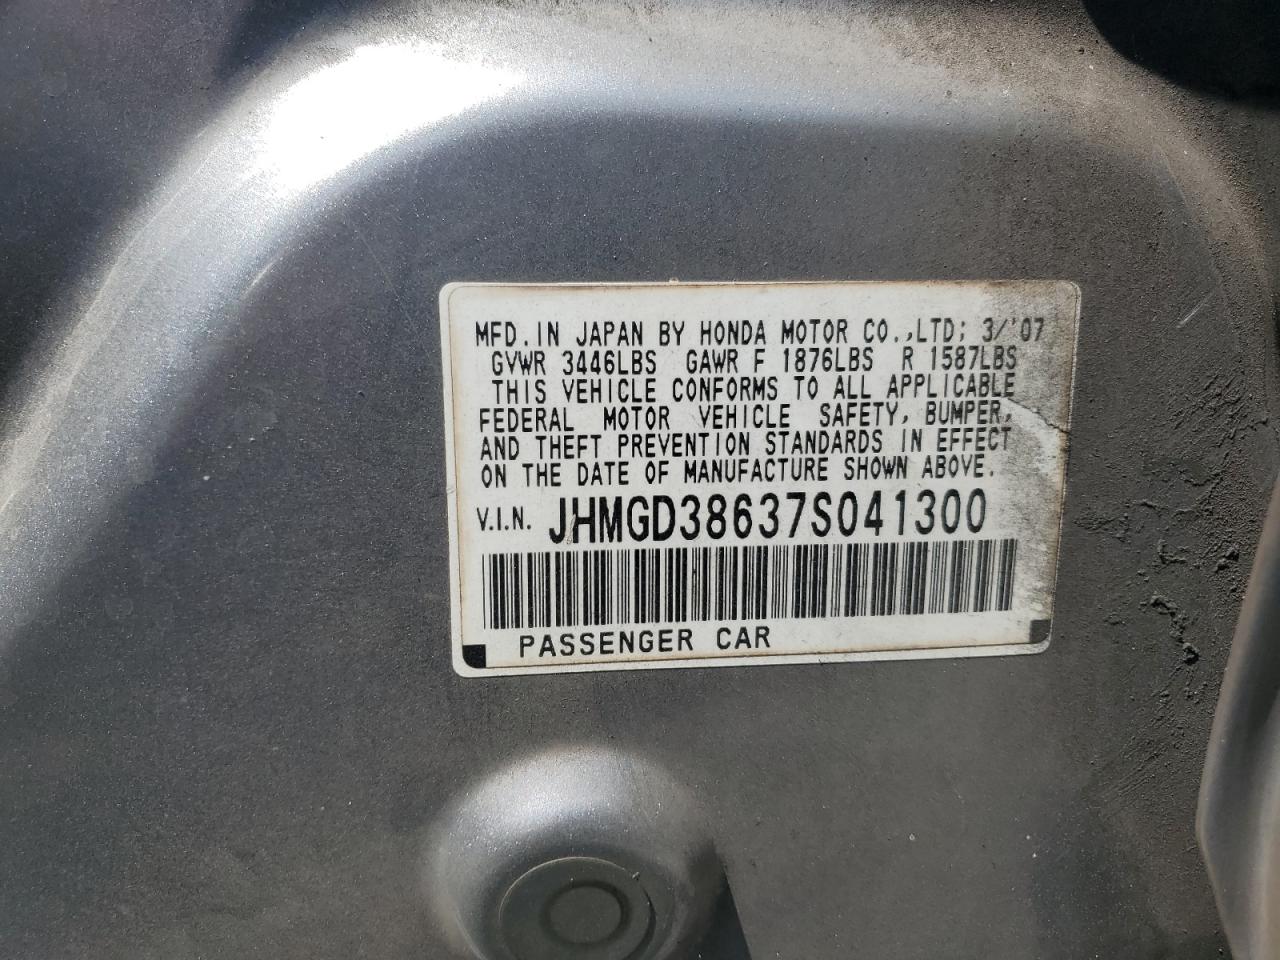 MFD.IN JAPAN BY HONDA MOTOR CO.,LTD; 3/'07
GVWR 3446LBS GAWR F 1876LBS R 1587LBS
THIS VEHICLE CONFORMS TO ALL APPLICABLE
FEDERAL MOTOR VEHICLE SAFETY, BUMPER,
AND THEFT PREVENTION STANDARDS IN EFFECT
ON THE DATE OF MANUFACTURE SHOWN ABOVE.
V.I.N. JHMGD38637S041300
PASSENGER CAR